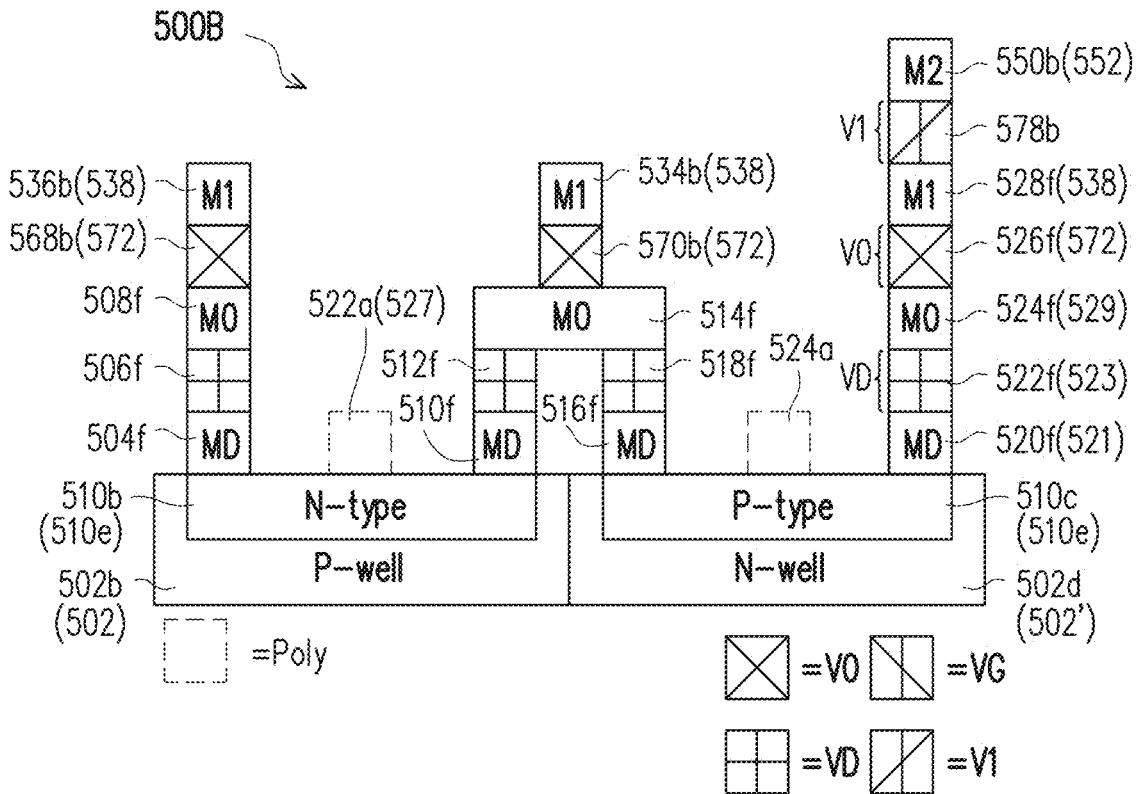 500B
M2
550b(552)
V1
578b
536b(538)
M1
M1
534b(538)
M1
528f(538)
568b(572)
570b(572)
V0
526f(572)
508f
M0
522a(527)
M0
514f
M0
524f(529)
506f
512f
518f
524a
VD
522f(523)
504f
MD
510f
MD
516f
MD
MD
520f(521)
510b
(510e)
N-type
P-type
510c
(510e)
P-well
N-well
502b
(502)
502d
(502')
=Poly
=V0
=VG
=VD
=V1